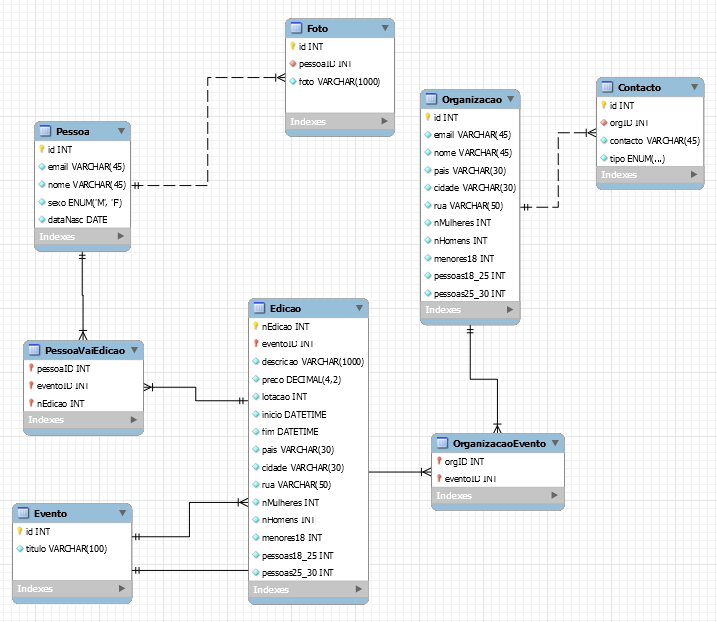 Foto
id INT
pessoaID INT
foto VARCHAR(1000)
Indexes
Organizacao
id INT
email VARCHAR(45)
nome VARCHAR(45)
pais VARCHAR(30)
cidade VARCHAR(30)
rua VARCHAR(50)
nMulheres INT
nHomens INT
menores18 INT
pessoas18_25 INT
pessoas25_30 INT
Indexes
Contacto
id INT
orgID INT
contacto VARCHAR(45)
tipo ENUM(...)
Indexes
Pessoa
id INT
email VARCHAR(45)
nome VARCHAR(45)
sexo ENUM('M', 'F')
dataNasc DATE
Indexes
PessoaVaiEdicao
pessoaID INT
eventoID INT
nEdicao INT
Indexes
Edicao
nEdicao INT
eventoID INT
descricao VARCHAR(1000)
preco DECIMAL(4,2)
lotacao INT
inicio DATETIME
fim DATETIME
pais VARCHAR(30)
cidade VARCHAR(30)
rua VARCHAR(50)
nMulheres INT
nHomens INT
menores18 INT
pessoas18_25 INT
pessoas25_30 INT
Indexes
OrganizacaoEvento
orgID INT
eventoID INT
Indexes
Evento
id INT
titulo VARCHAR(100)
Indexes